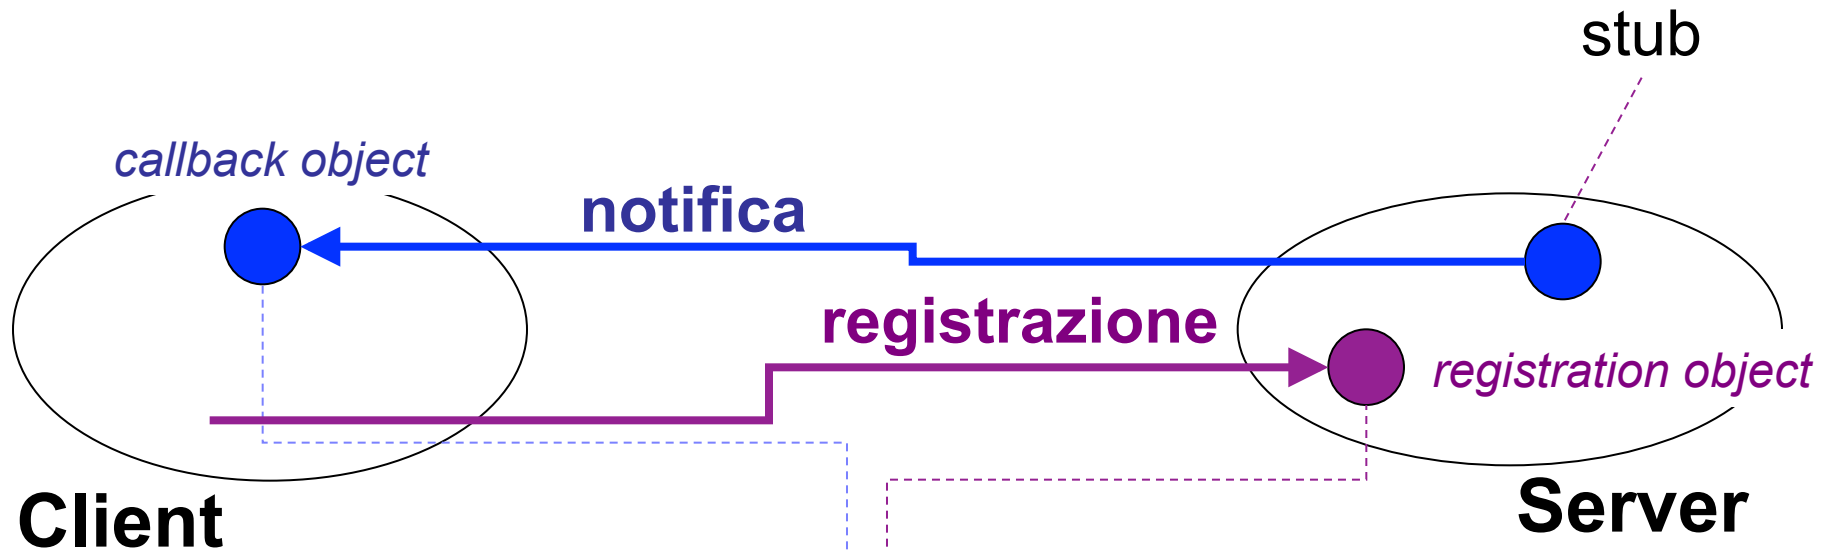 stub
callback object
notifica
registrazione
registration object
Client
Server